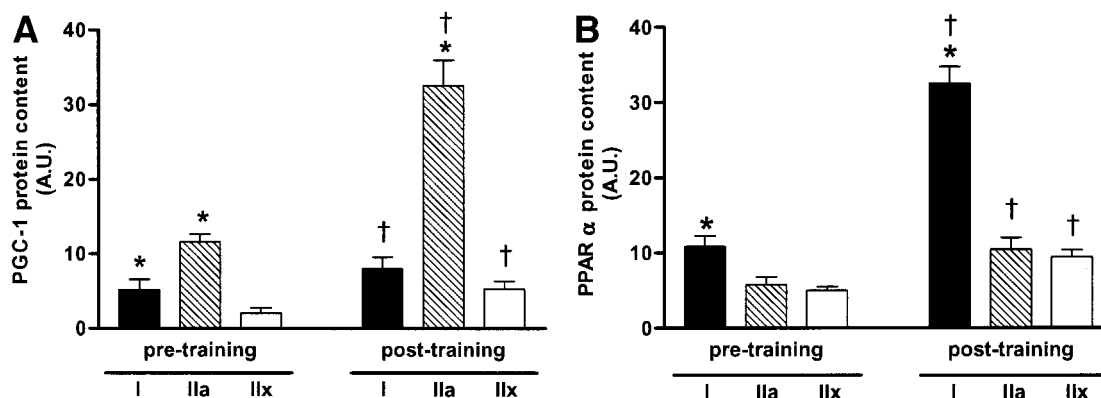 A
PGC-1 protein content
(A.U.)
40
30
20
10
0
*
*
†
†
*
†
pre-training
post-training
I IIa IIx
I IIa IIx
B
PPAR α protein content
(A.U.)
40
30
20
10
0
*
†
*
†
†
pre-training
post-training
I IIa IIx
I IIa IIx